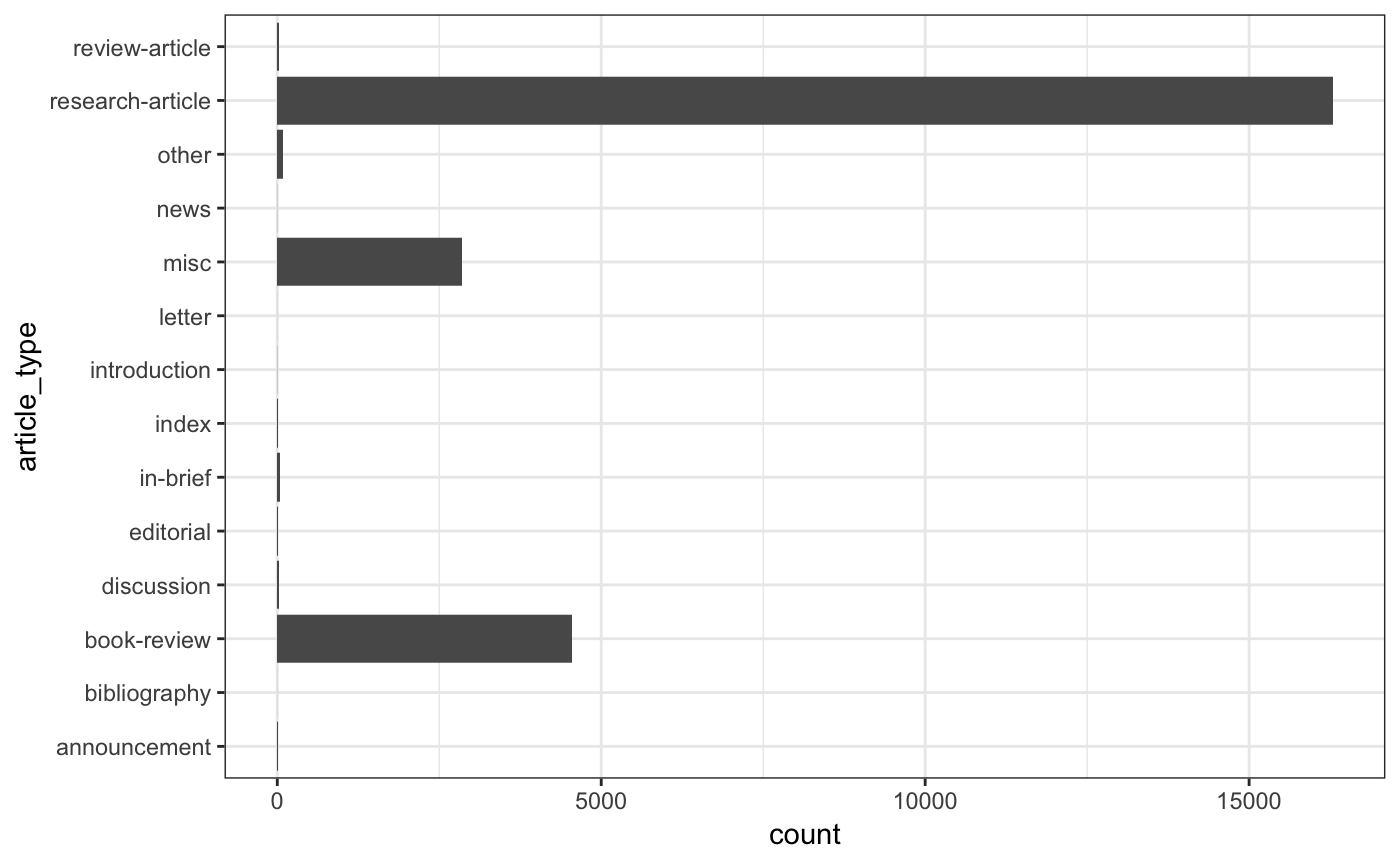 review-article
research-article
other
news
misc
letter
introduction
index
in-brief
editorial
discussion
book-review
bibliography
announcement
article_type
0 5000 10000 15000
count